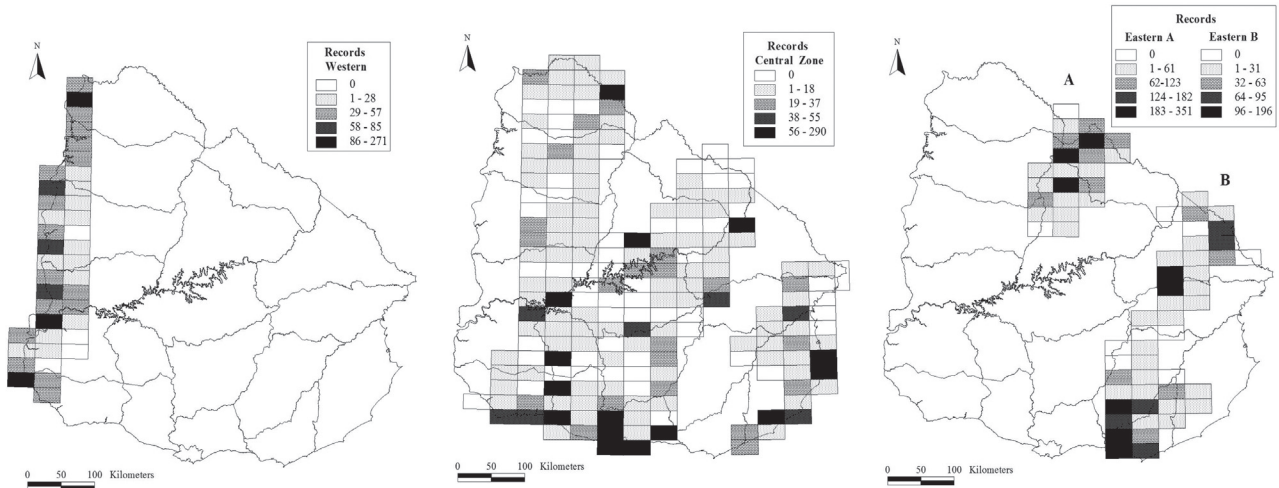 N
Records
Western
0
1 - 28
29 - 57
58 - 85
86 - 271
0 50 100 Kilometers
N
Records
Central Zone
0
1 - 18
19 - 37
38 - 55
56 - 290
0 50 100 Kilometers
N
Records
Eastern A Eastern B
0 0
1 - 61 1 - 31
62-123 32 - 63
124 - 182 64 - 95
183 - 351 96 - 196
A
B
0 50 100 Kilometers